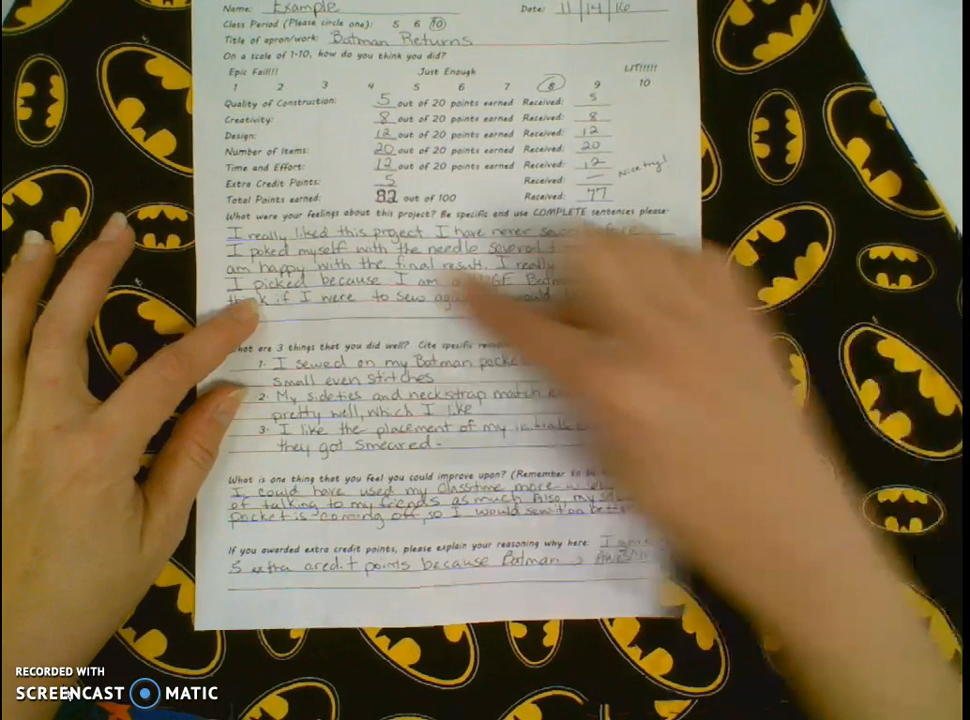 Name: Example Date: 11/14/16
Class Period (Please circle one): 5 6 10
Title of apron/work: Batman Returns
On a scale of 1-10, how do you think you did?
Epic Fail!!! Just Enough LIT!!!!!
1 2 3 4 5 6 7 8 9 10
Quality of Construction: 5 out of 20 points earned Received: 5
Creativity: 8 out of 20 points earned Received: 8
Design: 12 out of 20 points earned Received: 12
Number of Items: 20 out of 20 points earned Received: 20
Time and Effort: 12 out of 20 points earned Received: 12
Extra Credit Points: 5 Received: — Nice try!
Total Points earned: 82 out of 100 Received: 77
What were your feelings about this project? Be specific and use COMPLETE sentences please.
I really liked this project I have never
I poked myself with the needle several
am happy with the final result. I really
I picked because I am a
think if I were to sew
What are 3 things that you did well? Cite specific
1. I sewed on my Batman
small even stitches
2. My sideties and neckstrap match
pretty well, which I like
3. I like the placement of my
they got smeared.
What is one thing that you feel you could improve upon? (Remember to
I could have used my classtime more
of talking to my friends as much Also, my
pocket is coming off, so I would sew it on
If you awarded extra credit points, please explain your reasoning why here: I
5 extra credit points because Batman
RECORDED WITH
SCREENCAST MATIC